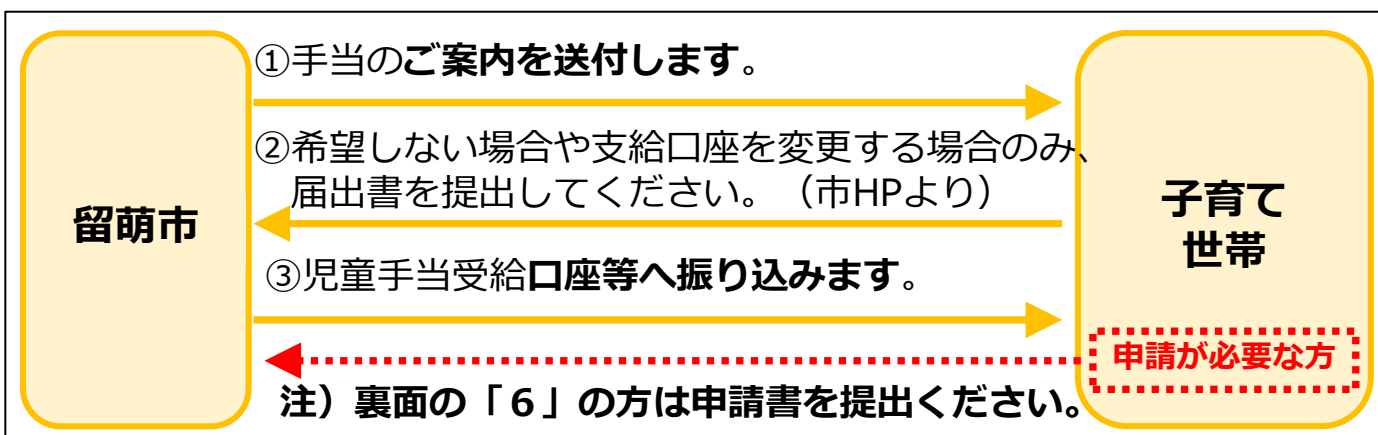 留萌市
①手当のご案内を送付します。
②希望しない場合や支給口座を変更する場合のみ、
届出書を提出してください。（市HPより）
③児童手当受給口座等へ振り込みます。
子育て
世帯
申請が必要な方
注）裏面の「６」の方は申請書を提出ください。